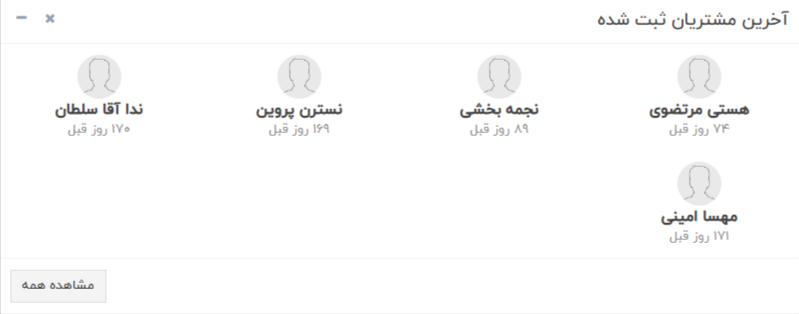 آخرین مشتریان ثبت شده
هستی مرتضوی
۷۴ روز قبل
نجمه بخشی
۸۹ روز قبل
نسترن پروین
۱۶۹ روز قبل
ندا آقا سلطان
۱۷۰ روز قبل
مهسا امینی
۱۷۱ روز قبل
مشاهده همه